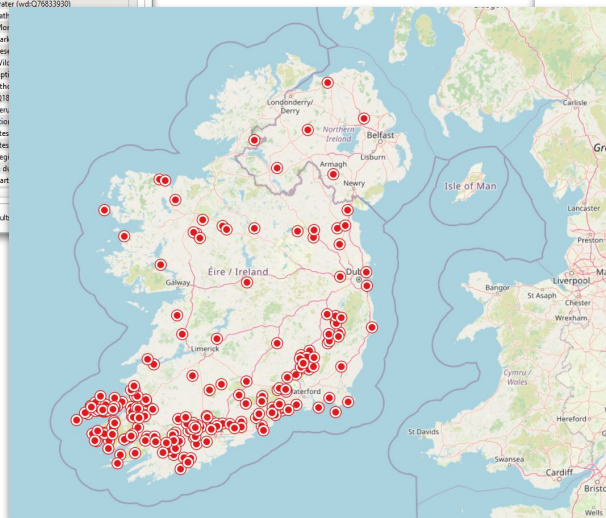 ater (wd:Q76833930)
Carlisle
Londonderry/
Derry
Northern
Ireland
Belfast
Lisburn
Armagh
Newry
Isle of Man
Lancaster
Preston
Éire / Ireland
Galway
Dub
Liverpool
Bangor
St Asaph
Chester
Wrexham
Limerick
Cymru /
Wales
aterford
Hereford
St Davids
Swansea
Cardiff
Bristo
Wells